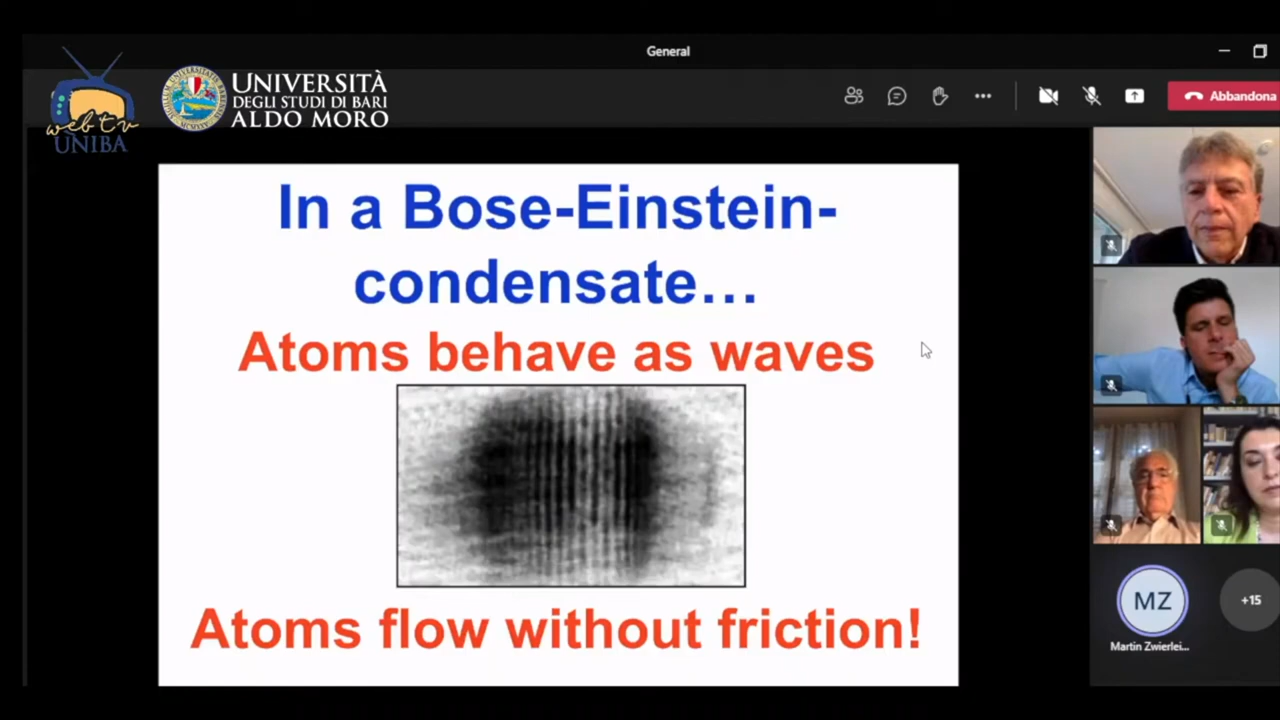 General
web tv
UNIBA
UNIVERSITÀ
DEGLI STUDI DI BARI
ALDO MORO
Abbandona
In a Bose-Einstein-
condensate…
Atoms behave as waves
Atoms flow without friction!
MZ
+15
Martin Zwierlei...